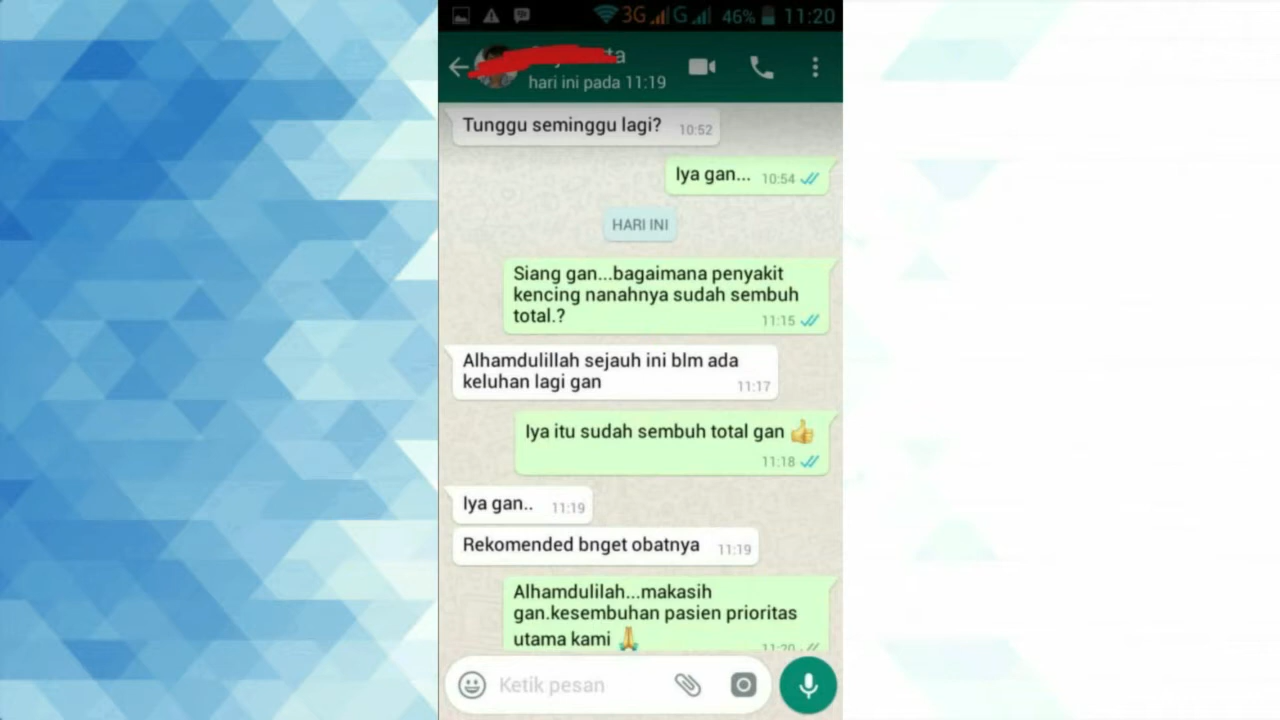 3G G 46% 11:20
hari ini pada 11:19
Tunggu seminggu lagi? 10:52
Iya gan... 10:54
HARI INI
Siang gan...bagaimana penyakit
kencing nanahnya sudah sembuh
total.? 11:15
Alhamdulillah sejauh ini blm ada
keluhan lagi gan 11:17
Iya itu sudah sembuh total gan 👍
11:18
Iya gan.. 11:19
Rekomended bnget obatnya 11:19
Alhamdulilah...makasih
gan.kesembuhan pasien prioritas
utama kami 🙏 11:20
Ketik pesan